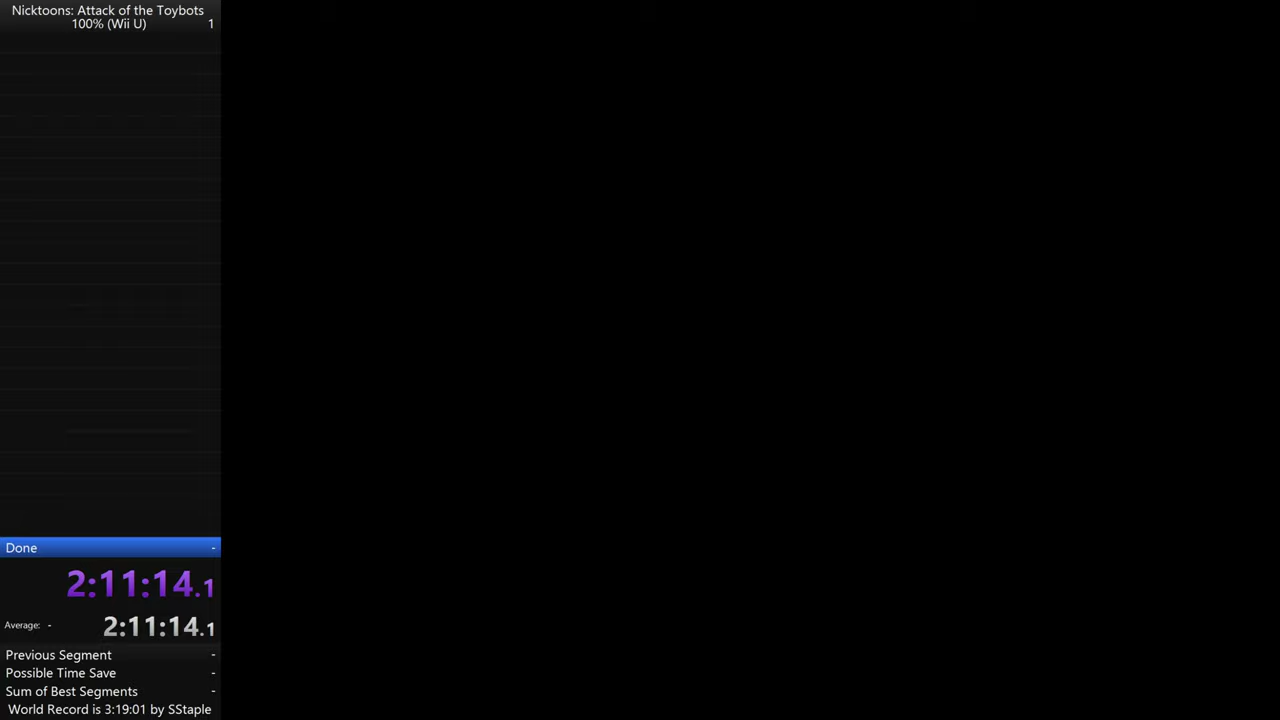 Nicktoons: Attack of the Toybots
100% (Wii U) 1
Done -
2:11:14.1
Average: - 2:11:14.1
Previous Segment -
Possible Time Save -
Sum of Best Segments -
World Record is 3:19:01 by SStaple